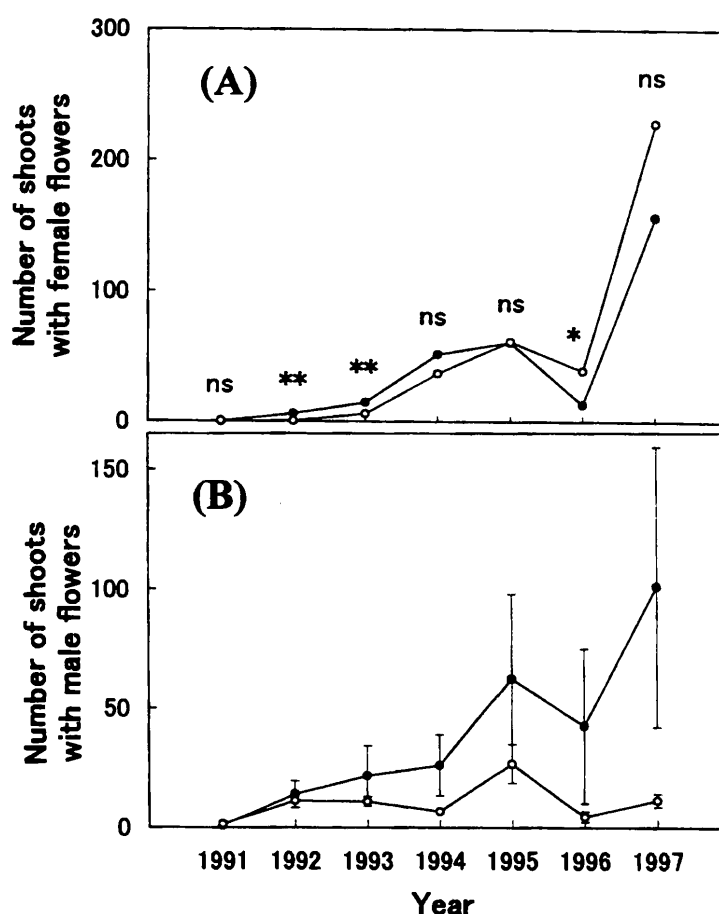 300
200
100
0
Number of shoots
with female flowers
(A)
ns
**
**
ns
ns
*
ns
150
100
50
0
Number of shoots
with male flowers
(B)
1991 1992 1993 1994 1995 1996 1997
Year